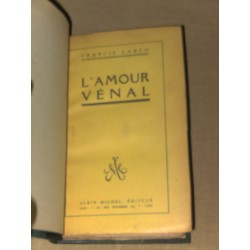 FRANCIS CARCO
L'AMOUR
VÉNAL
ALBIN MICHEL, ÉDITEUR